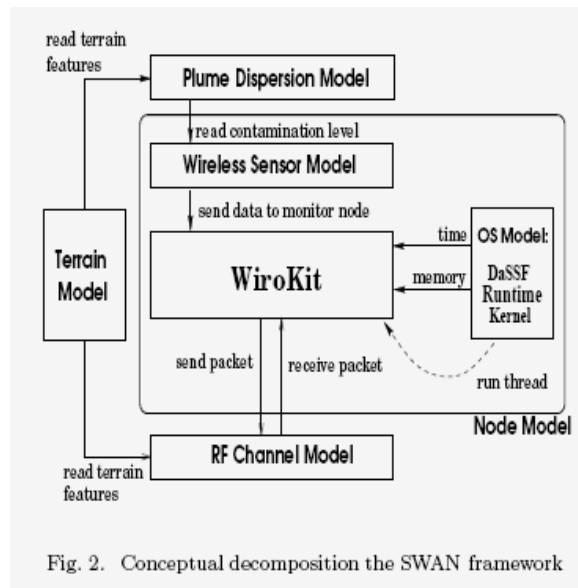 read terrain
features
Plume Dispersion Model
read contamination level
Wireless Sensor Model
send data to monitor node
Terrain
Model
WiroKit
time
memory
OS Model:
DaSSF
Runtime
Kernel
send packet
receive packet
run thread
Node Model
RF Channel Model
read terrain
features
Fig. 2. Conceptual decomposition the SWAN framework